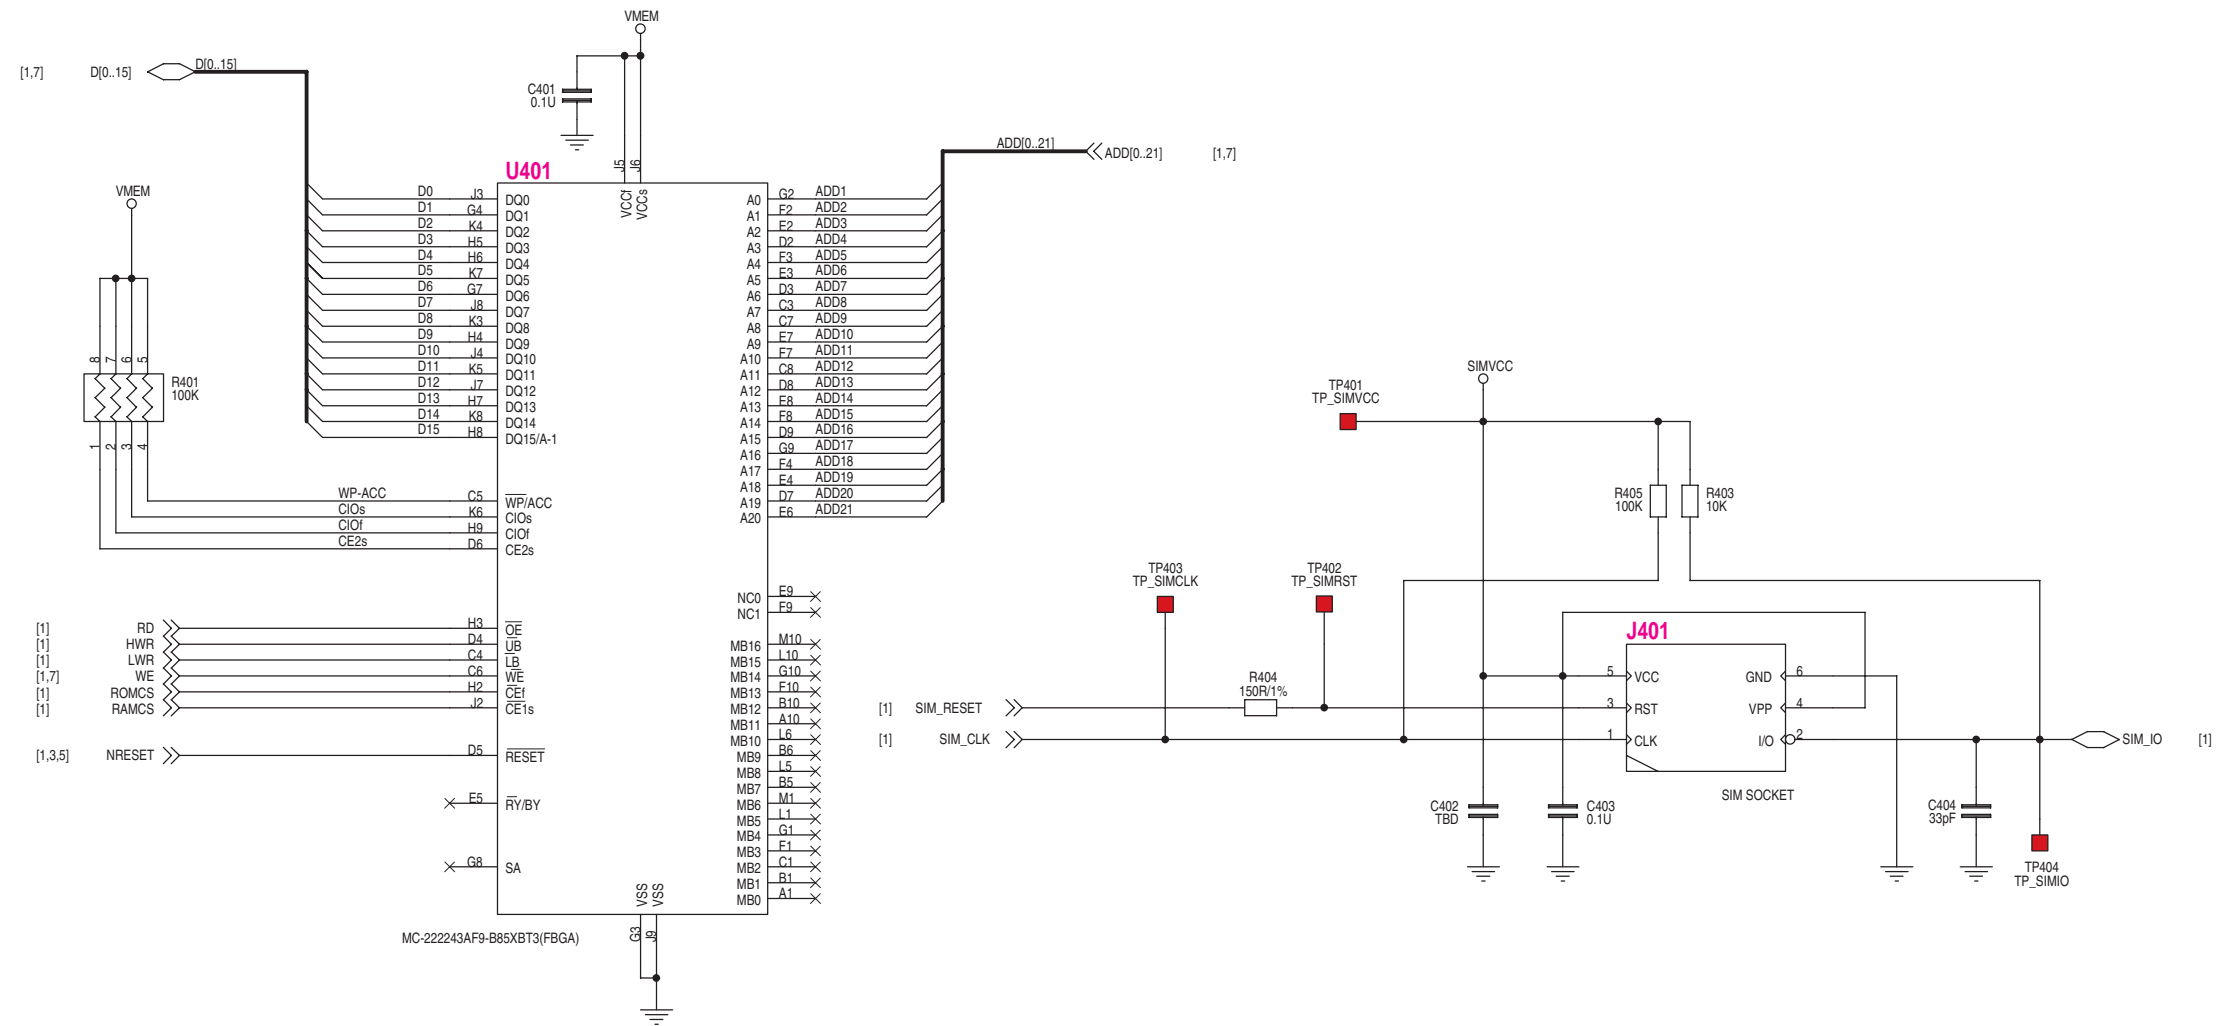 VMEM
[1,7] D[0..15] D[0..15]
C401
0.1U
ADD[0..21] ADD[0..21] [1,7]
J5 J6
U401
VCCf VCCs
VMEM
D0 J3 DQ0 A0 G2 ADD1
D1 G4 DQ1 A1 F2 ADD2
D2 K4 DQ2 A2 E2 ADD3
D3 H5 DQ3 A3 D2 ADD4
D4 H6 DQ4 A4 F3 ADD5
D5 K7 DQ5 A5 E3 ADD6
D6 G7 DQ6 A6 D3 ADD7
D7 J8 DQ7 A7 C3 ADD8
D8 K3 DQ8 A8 C7 ADD9
D9 H4 DQ9 A9 E7 ADD10
D10 J4 DQ10 A10 F7 ADD11
D11 K5 DQ11 A11 C8 ADD12
D12 J7 DQ12 A12 D8 ADD13
D13 H7 DQ13 A13 E8 ADD14
D14 K8 DQ14 A14 F8 ADD15
D15 H8 DQ15/A-1 A15 D9 ADD16
A16 G9 ADD17
A17 F4 ADD18
A18 E4 ADD19
A19 D7 ADD20
A20 E6 ADD21
8 7 6 5
R401
100K
1 2 3 4
WP-ACC C5 WP/ACC
CIOs K6 CIOs
CIOf H9 CIOf
CE2s D6 CE2s
NC0 E9
NC1 F9
[1] RD H3 OE
[1] HWR D4 UB
[1] LWR C4 LB
[1,7] WE C6 WE
[1] ROMCS H2 CEf
[1] RAMCS J2 CE1s
[1,3,5] NRESET D5 RESET
E5 RY/BY
G8 SA
MB16 M10
MB15 L10
MB14 G10
MB13 F10
MB12 B10
MB11 A10
MB10 L6
MB9 B6
MB8 L5
MB7 B5
MB6 M1
MB5 L1
MB4 G1
MB3 F1
MB2 C1
MB1 B1
MB0 A1
VSS VSS
G3 J9
MC-222243AF9-B85XBT3(FBGA)
SIMVCC
TP401
TP_SIMVCC
R405
100K
R403
10K
TP403
TP_SIMCLK
TP402
TP_SIMRST
J401
R404
150R/1%
[1] SIM_RESET
[1] SIM_CLK
5 VCC GND 6
3 RST VPP 4
1 CLK I/O 2
SIM_IO [1]
SIM SOCKET
C402
TBD
C403
0.1U
C404
33pF
TP404
TP_SIMIO